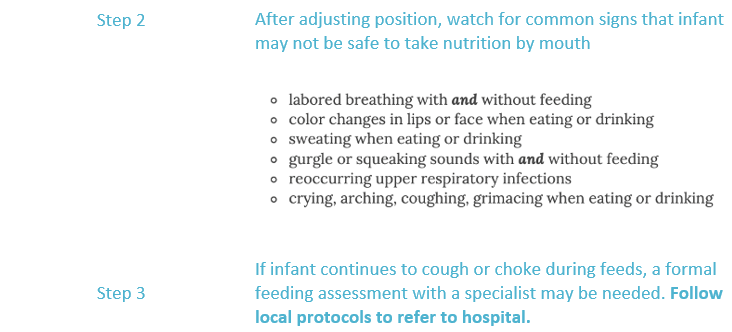 Step 2
After adjusting position, watch for common signs that infant
may not be safe to take nutrition by mouth
labored breathing with and without feeding
color changes in lips or face when eating or drinking
sweating when eating or drinking
gurgle or squeaking sounds with and without feeding
reoccurring upper respiratory infections
crying, arching, coughing, grimacing when eating or drinking
Step 3
If infant continues to cough or choke during feeds, a formal
feeding assessment with a specialist may be needed. Follow
local protocols to refer to hospital.